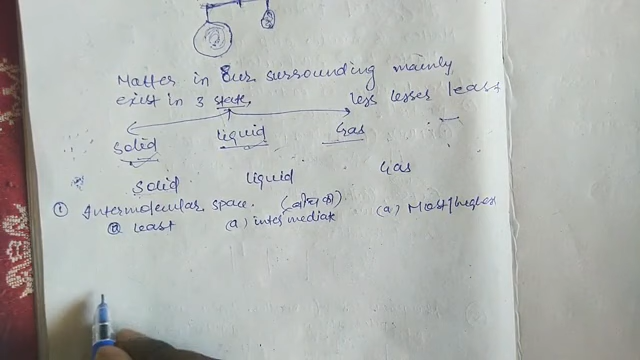 Matter in Our surrounding mainly
exist in 3 state, less lesser least
Solid liquid Gas
Solid liquid Gas
① Intermolecular space.
(a) least (a) intermediate (a) Most/highest